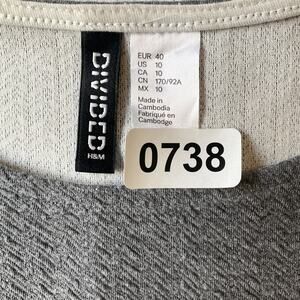 DIVIDED
H&M
EUR 40
US 10
CA 10
CN 170/92A
MX 10
Made in
Cambodia
Fabriqué en
Cambodge
0738